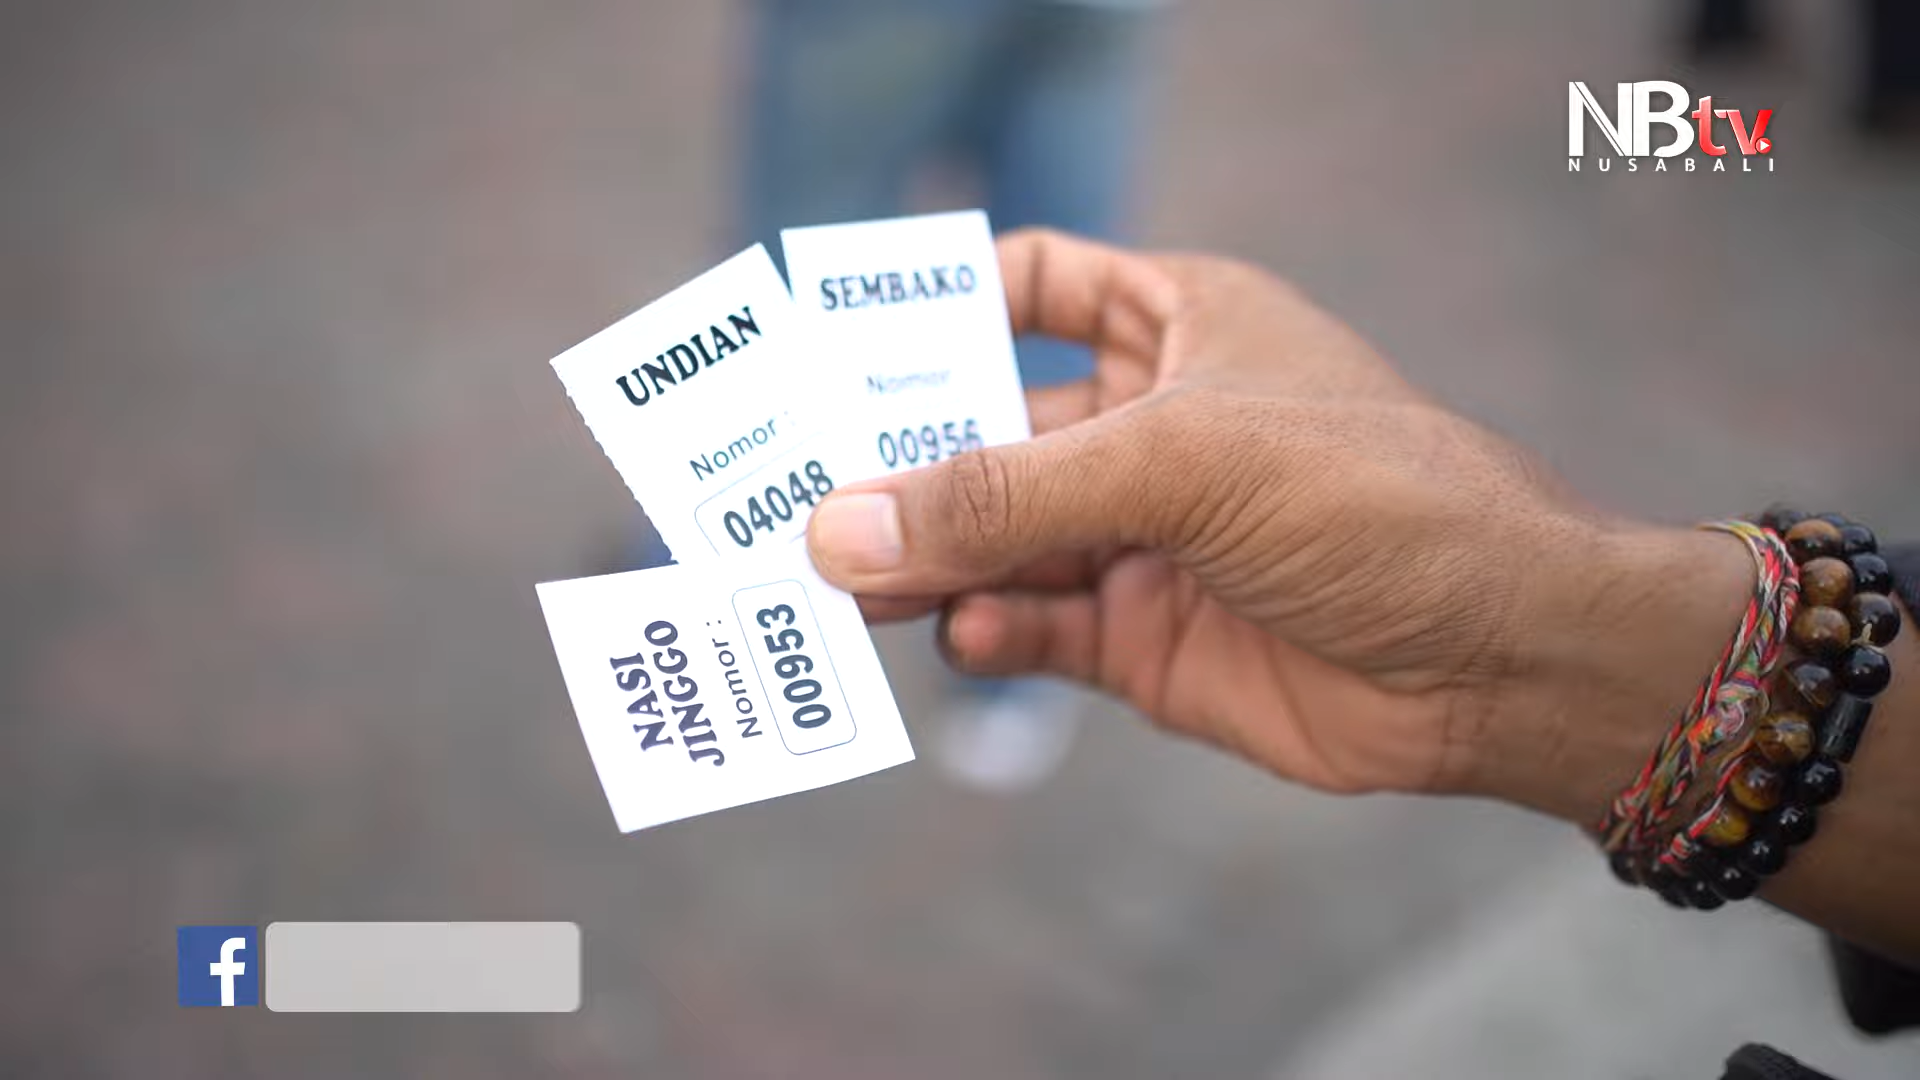 NBtv
NUSABALI
UNDIAN
Nomor :
04048
SEMBAKO
Nomor
00956
NASI
JINGGO
Nomor :
00953
f